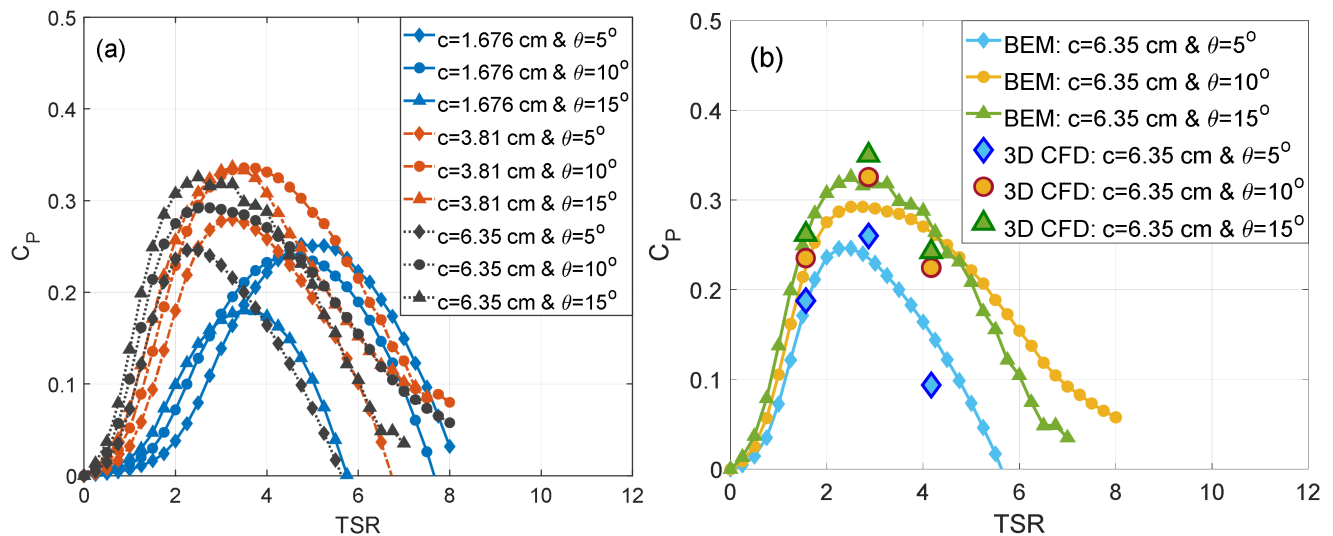 (a)
0.5
0.4
0.3
0.2
0.1
0
C_P
0 2 4 6 8 10 12
TSR
c=1.676 cm & θ=5°
c=1.676 cm & θ=10°
c=1.676 cm & θ=15°
c=3.81 cm & θ=5°
c=3.81 cm & θ=10°
c=3.81 cm & θ=15°
c=6.35 cm & θ=5°
c=6.35 cm & θ=10°
c=6.35 cm & θ=15°
(b)
0.5
0.4
0.3
0.2
0.1
0
C_P
0 2 4 6 8 10 12
TSR
BEM: c=6.35 cm & θ=5°
BEM: c=6.35 cm & θ=10°
BEM: c=6.35 cm & θ=15°
3D CFD: c=6.35 cm & θ=5°
3D CFD: c=6.35 cm & θ=10°
3D CFD: c=6.35 cm & θ=15°